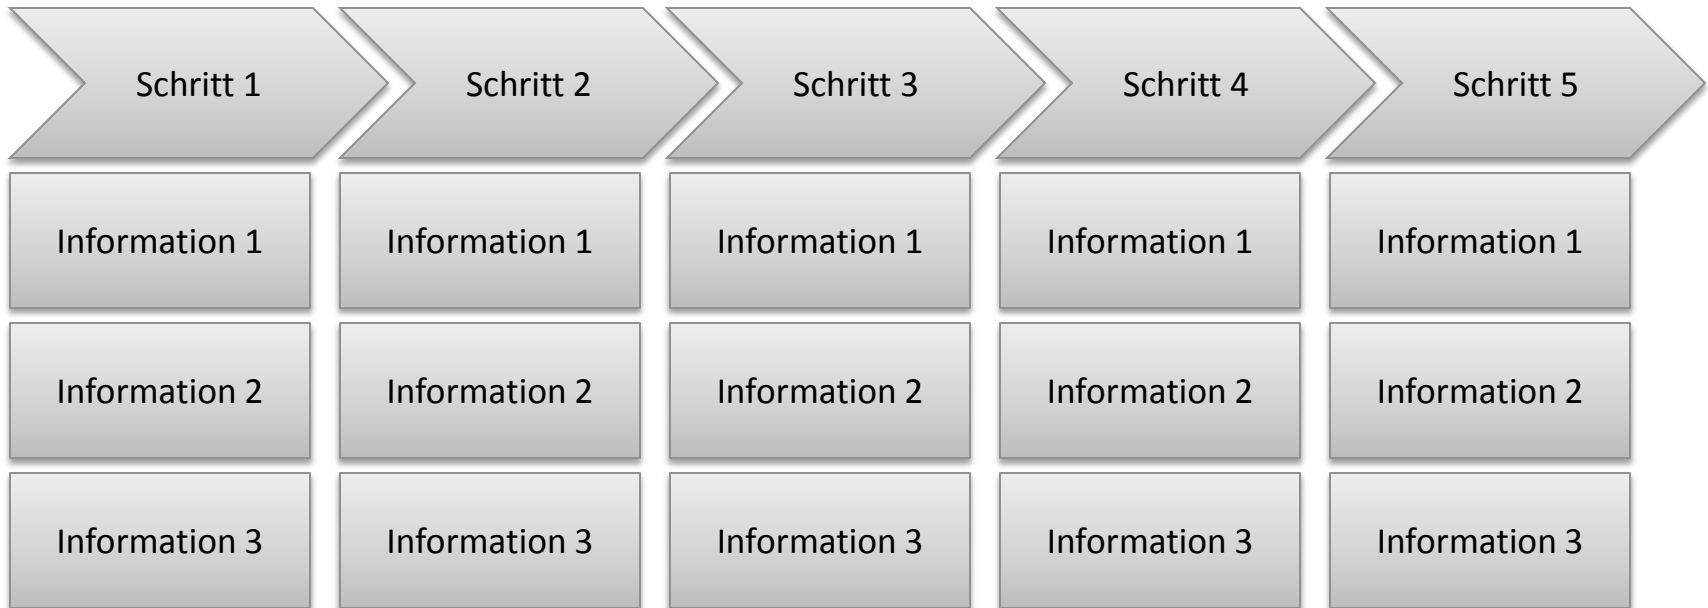 Schritt 1
Schritt 2
Schritt 3
Schritt 4
Schritt 5
Information 1
Information 1
Information 1
Information 1
Information 1
Information 2
Information 2
Information 2
Information 2
Information 2
Information 3
Information 3
Information 3
Information 3
Information 3